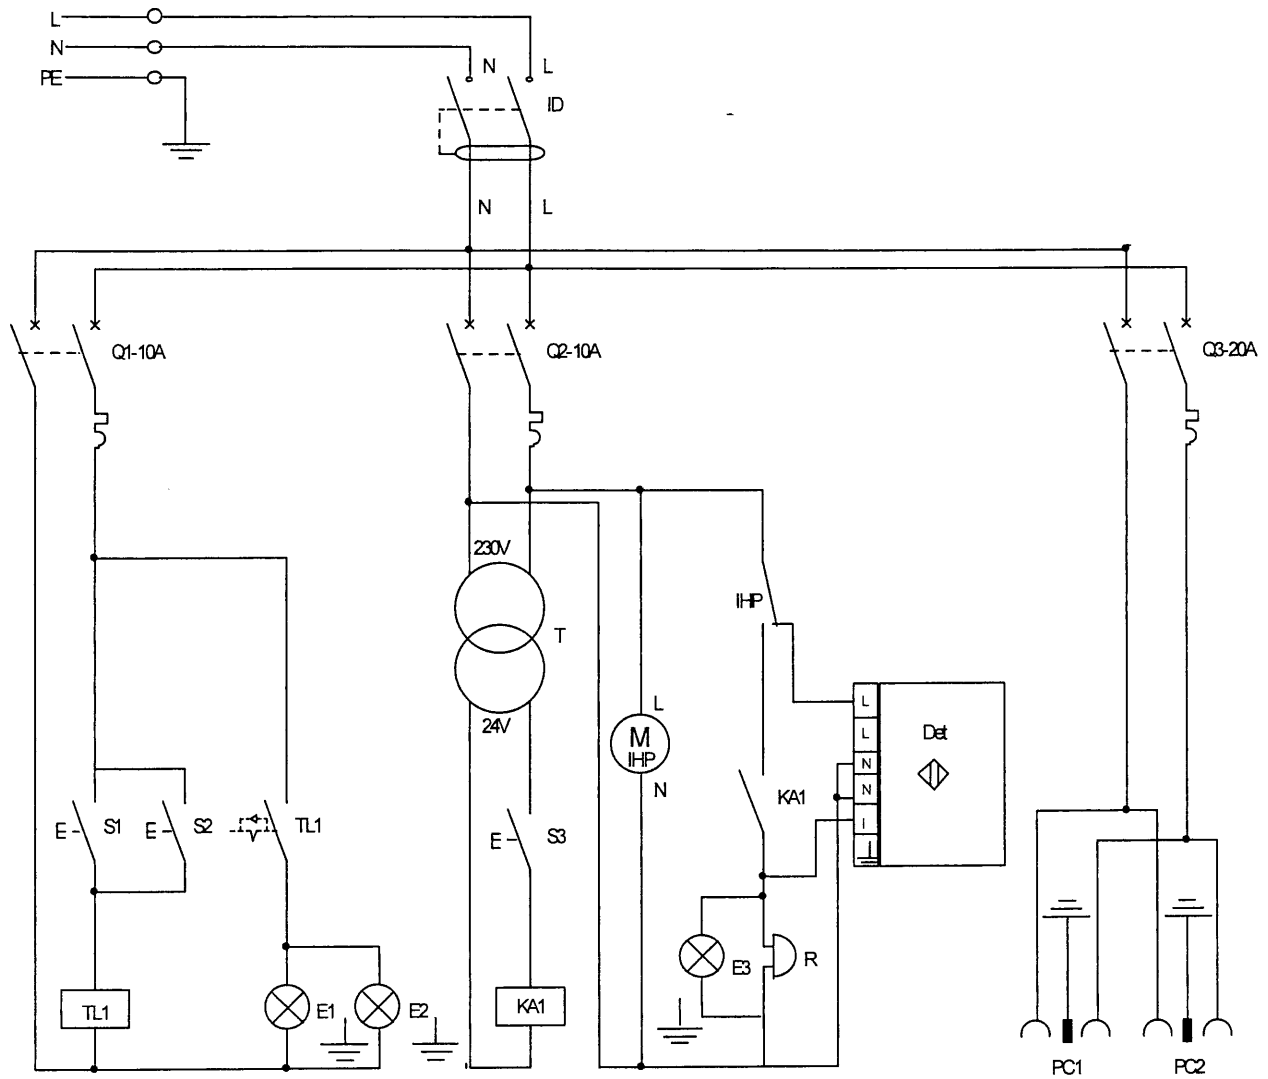 L
N
PE
N L
ID
N L
Q1-10A
Q2-10A
Q3-20A
230V
T
24V
IHP
L
M
IHP
N
L
L
N
N
I
Det
KA1
E S1
E S2
TL1
E S3
TL1
E1
E2
KA1
E3
R
PC1
PC2